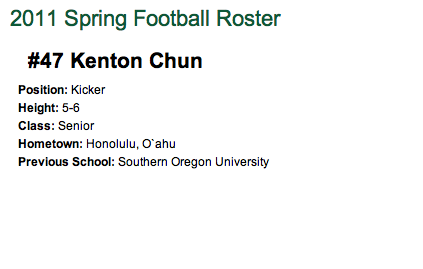 2011 Spring Football Roster
#47 Kenton Chun
Position: Kicker
Height: 5-6
Class: Senior
Hometown: Honolulu, O`ahu
Previous School: Southern Oregon University